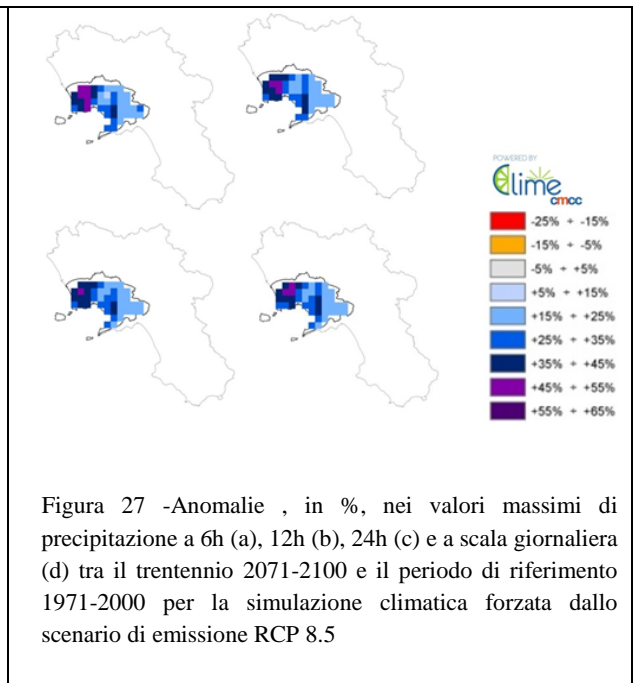 POWERED BY
Clime
cmcc
-25% ÷ -15%
-15% ÷ -5%
-5% ÷ +5%
+5% ÷ +15%
+15% ÷ +25%
+25% ÷ +35%
+35% ÷ +45%
+45% ÷ +55%
+55% ÷ +65%
Figura 27 -Anomalie , in %, nei valori massimi di
precipitazione a 6h (a), 12h (b), 24h (c) e a scala giornaliera
(d) tra il trentennio 2071-2100 e il periodo di riferimento
1971-2000 per la simulazione climatica forzata dallo
scenario di emissione RCP 8.5